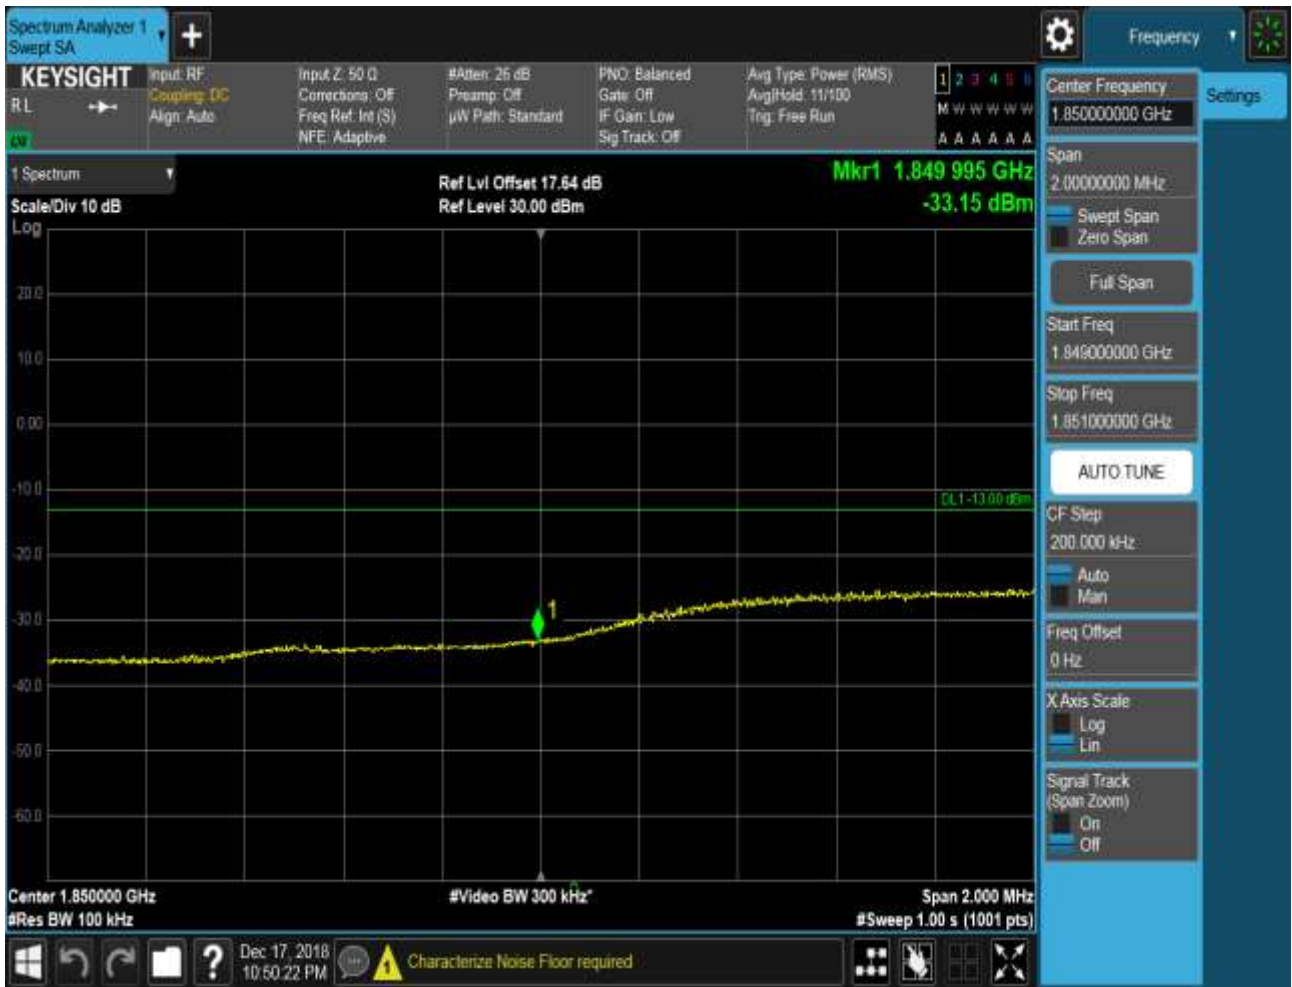 Spectrum Analyzer 1
Swept SA
+
Frequency
KEYSIGHT
RL
Input: RF
Coupling: DC
Align: Auto
Input Z: 50 Ω
Corrections: Off
Freq Ref: Int (S)
NFE: Adaptive
#Atten: 26 dB
Preamp: Off
µW Path: Standard
PNO: Balanced
Gate: Off
IF Gain: Low
Sig Track: Off
Avg Type: Power (RMS)
Avg|Hold: 11/100
Trig: Free Run
1 2 3 4 5 6
M W W W W W
A A A A A A
1 Spectrum
Scale/Div 10 dB
Log
Ref Lvl Offset 17.64 dB
Ref Level 30.00 dBm
Mkr1 1.849 995 GHz
-33.15 dBm
20.0
10.0
0.00
-10.0
-20.0
-30.0
-40.0
-50.0
-60.0
DL1 -13.00 dBm
1
Center 1.850000 GHz
#Res BW 100 kHz
#Video BW 300 kHz*
Span 2.000 MHz
#Sweep 1.00 s (1001 pts)
Center Frequency
1.850000000 GHz
Settings
Span
2.00000000 MHz
Swept Span
Zero Span
Full Span
Start Freq
1.849000000 GHz
Stop Freq
1.851000000 GHz
AUTO TUNE
CF Step
200.000 kHz
Auto
Man
Freq Offset
0 Hz
X Axis Scale
Log
Lin
Signal Track
(Span Zoom)
On
Off
?
Dec 17, 2018
10:50:22 PM
1
Characterize Noise Floor required